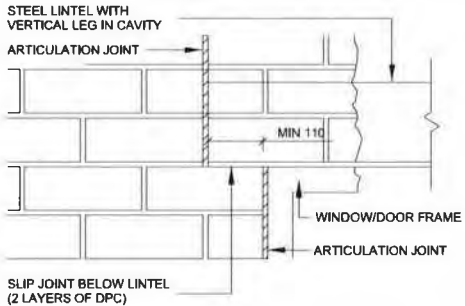 STEEL LINTEL WITH
VERTICAL LEG IN CAVITY
ARTICULATION JOINT
MIN 110
WINDOW/DOOR FRAME
ARTICULATION JOINT
SLIP JOINT BELOW LINTEL
(2 LAYERS OF DPC)